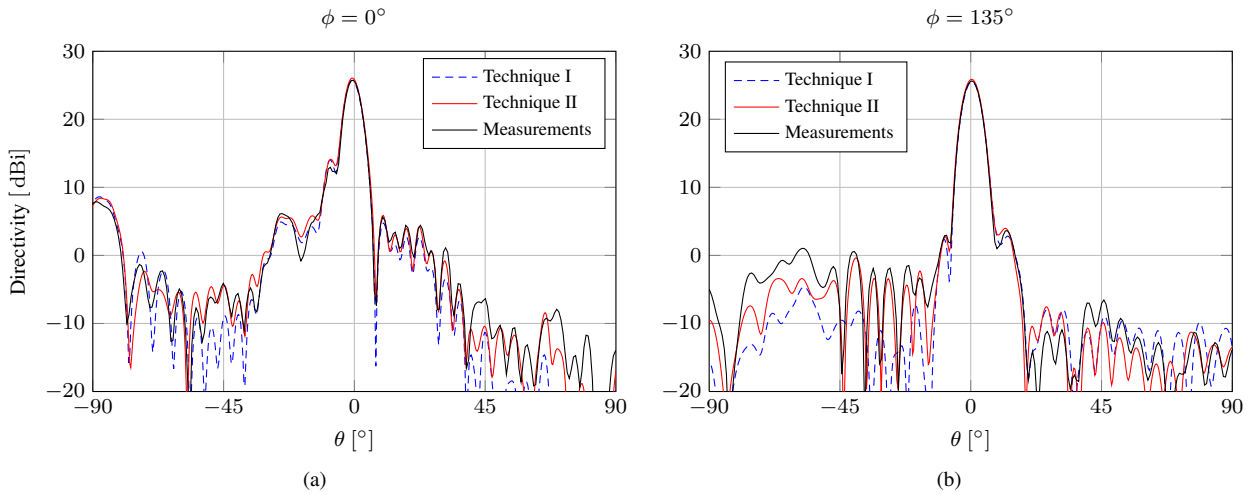 ϕ = 0°
30
20
10
0
−10
−20
Directivity [dBi]
−90
−45
0
45
90
θ [°]
Technique I
Technique II
Measurements
(a)
ϕ = 135°
30
20
10
0
−10
−20
−90
−45
0
45
90
θ [°]
Technique I
Technique II
Measurements
(b)